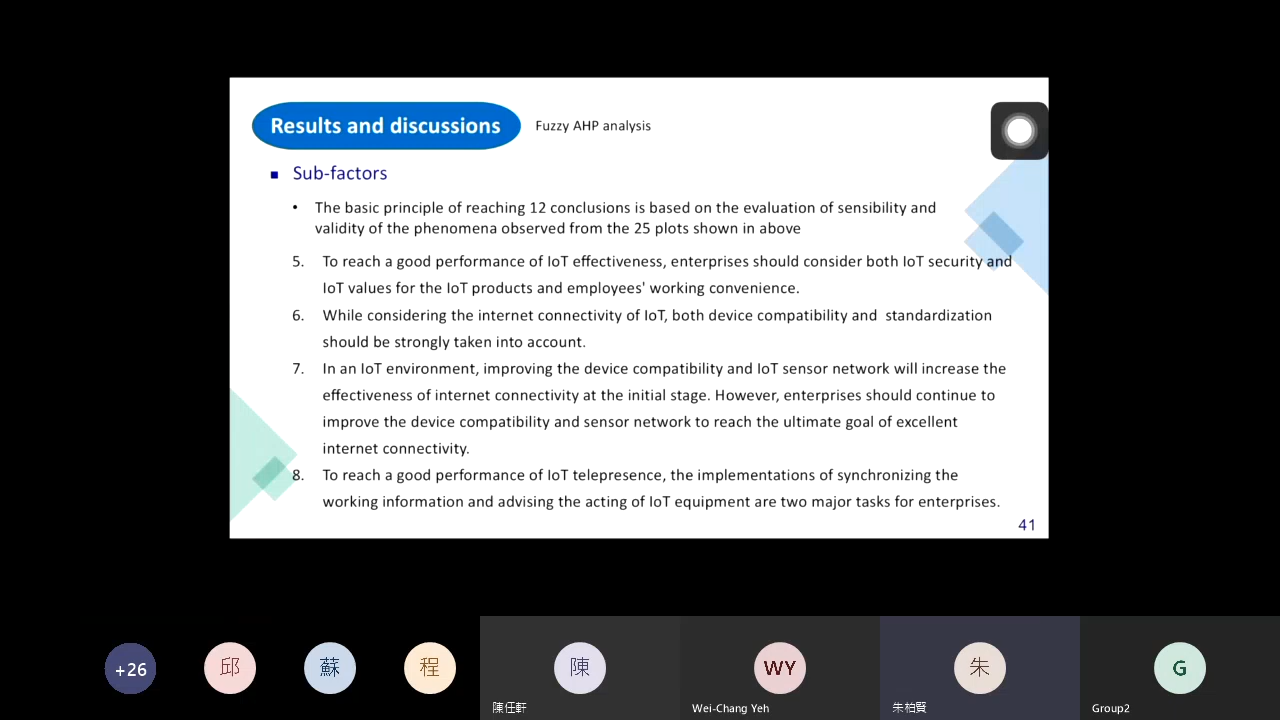 Results and discussions
Fuzzy AHP analysis
■ Sub-factors
• The basic principle of reaching 12 conclusions is based on the evaluation of sensibility and
validity of the phenomena observed from the 25 plots shown in above
5. To reach a good performance of IoT effectiveness, enterprises should consider both IoT security and
IoT values for the IoT products and employees' working convenience.
6. While considering the internet connectivity of IoT, both device compatibility and  standardization
should be strongly taken into account.
7. In an IoT environment, improving the device compatibility and IoT sensor network will increase the
effectiveness of internet connectivity at the initial stage. However, enterprises should continue to
improve the device compatibility and sensor network to reach the ultimate goal of excellent
internet connectivity.
8. To reach a good performance of IoT telepresence, the implementations of synchronizing the
working information and advising the acting of IoT equipment are two major tasks for enterprises.
41
+26
邱
蘇
程
陳
WY
朱
G
陳任軒
Wei-Chang Yeh
朱柏賢
Group2